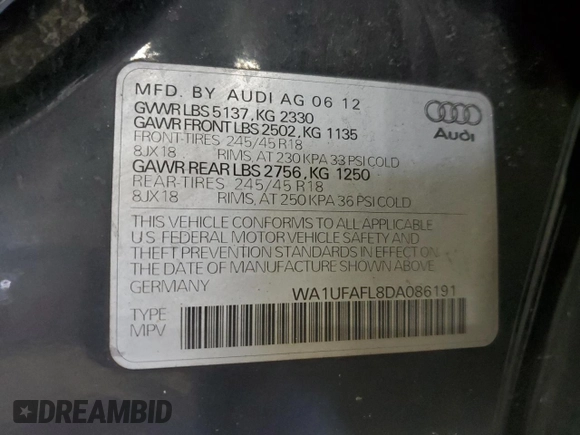 MFD. BY AUDI AG 06 12
GVWR LBS 5137, KG 2330
GAWR FRONT LBS 2502, KG 1135
FRONT-TIRES 245/45 R18
8JX18 RIMS, AT 230 KPA 33 PSI COLD
GAWR REAR LBS 2756, KG 1250
REAR-TIRES 245/45 R18
8JX18 RIMS, AT 250 KPA 36 PSI COLD
Audi
THIS VEHICLE CONFORMS TO ALL APPLICABLE
U S FEDERAL MOTOR VEHICLE SAFETY AND
THEFT PREVENTION STANDARDS IN EFFECT ON
THE DATE OF MANUFACTURE SHOWN ABOVE.
GERMANY WA1UFAFL8DA086191
TYPE
MPV
DREAMBID